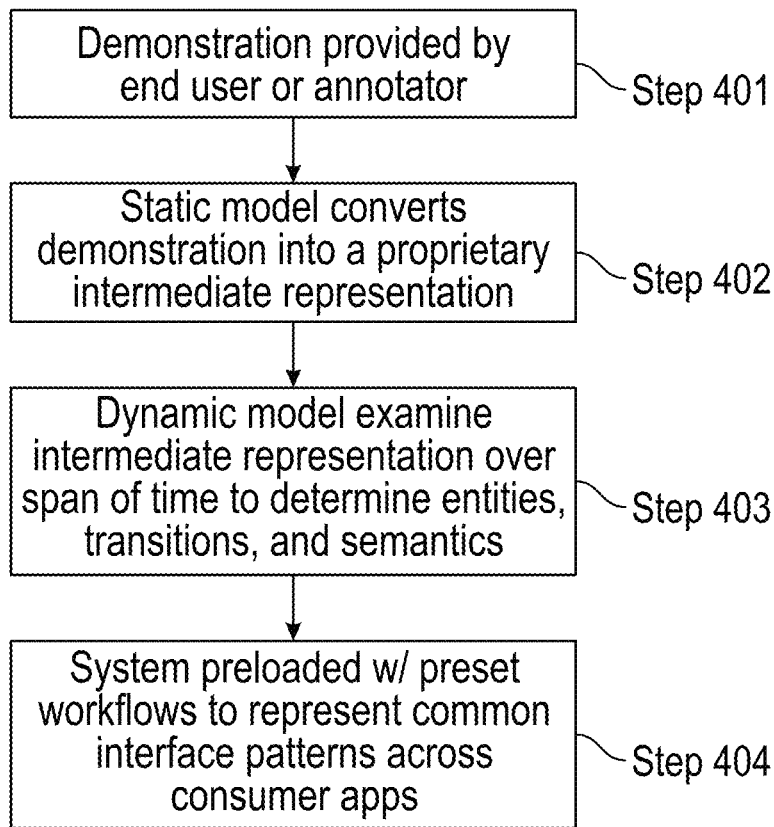 Demonstration provided by
end user or annotator
Step 401
Static model converts
demonstration into a proprietary
intermediate representation
Step 402
Dynamic model examine
intermediate representation over
span of time to determine entities,
transitions, and semantics
Step 403
System preloaded w/ preset
workflows to represent common
interface patterns across
consumer apps
Step 404